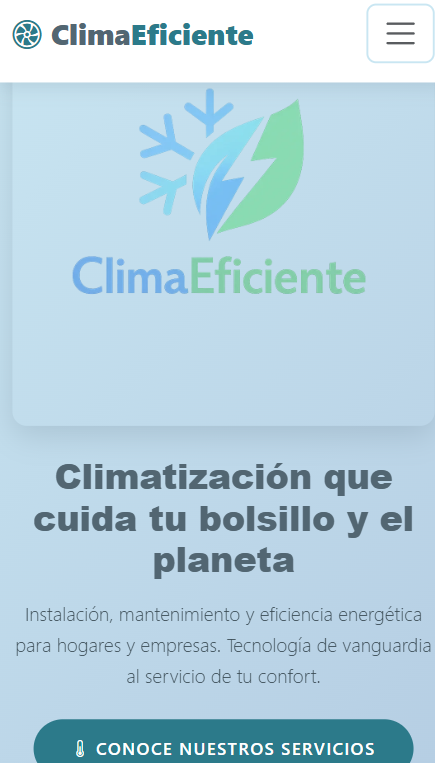 ClimaEficiente
ClimaEficiente
Climatización que
cuida tu bolsillo y el
planeta
Instalación, mantenimiento y eficiencia energética
para hogares y empresas. Tecnología de vanguardia
al servicio de tu confort.
CONOCE NUESTROS SERVICIOS